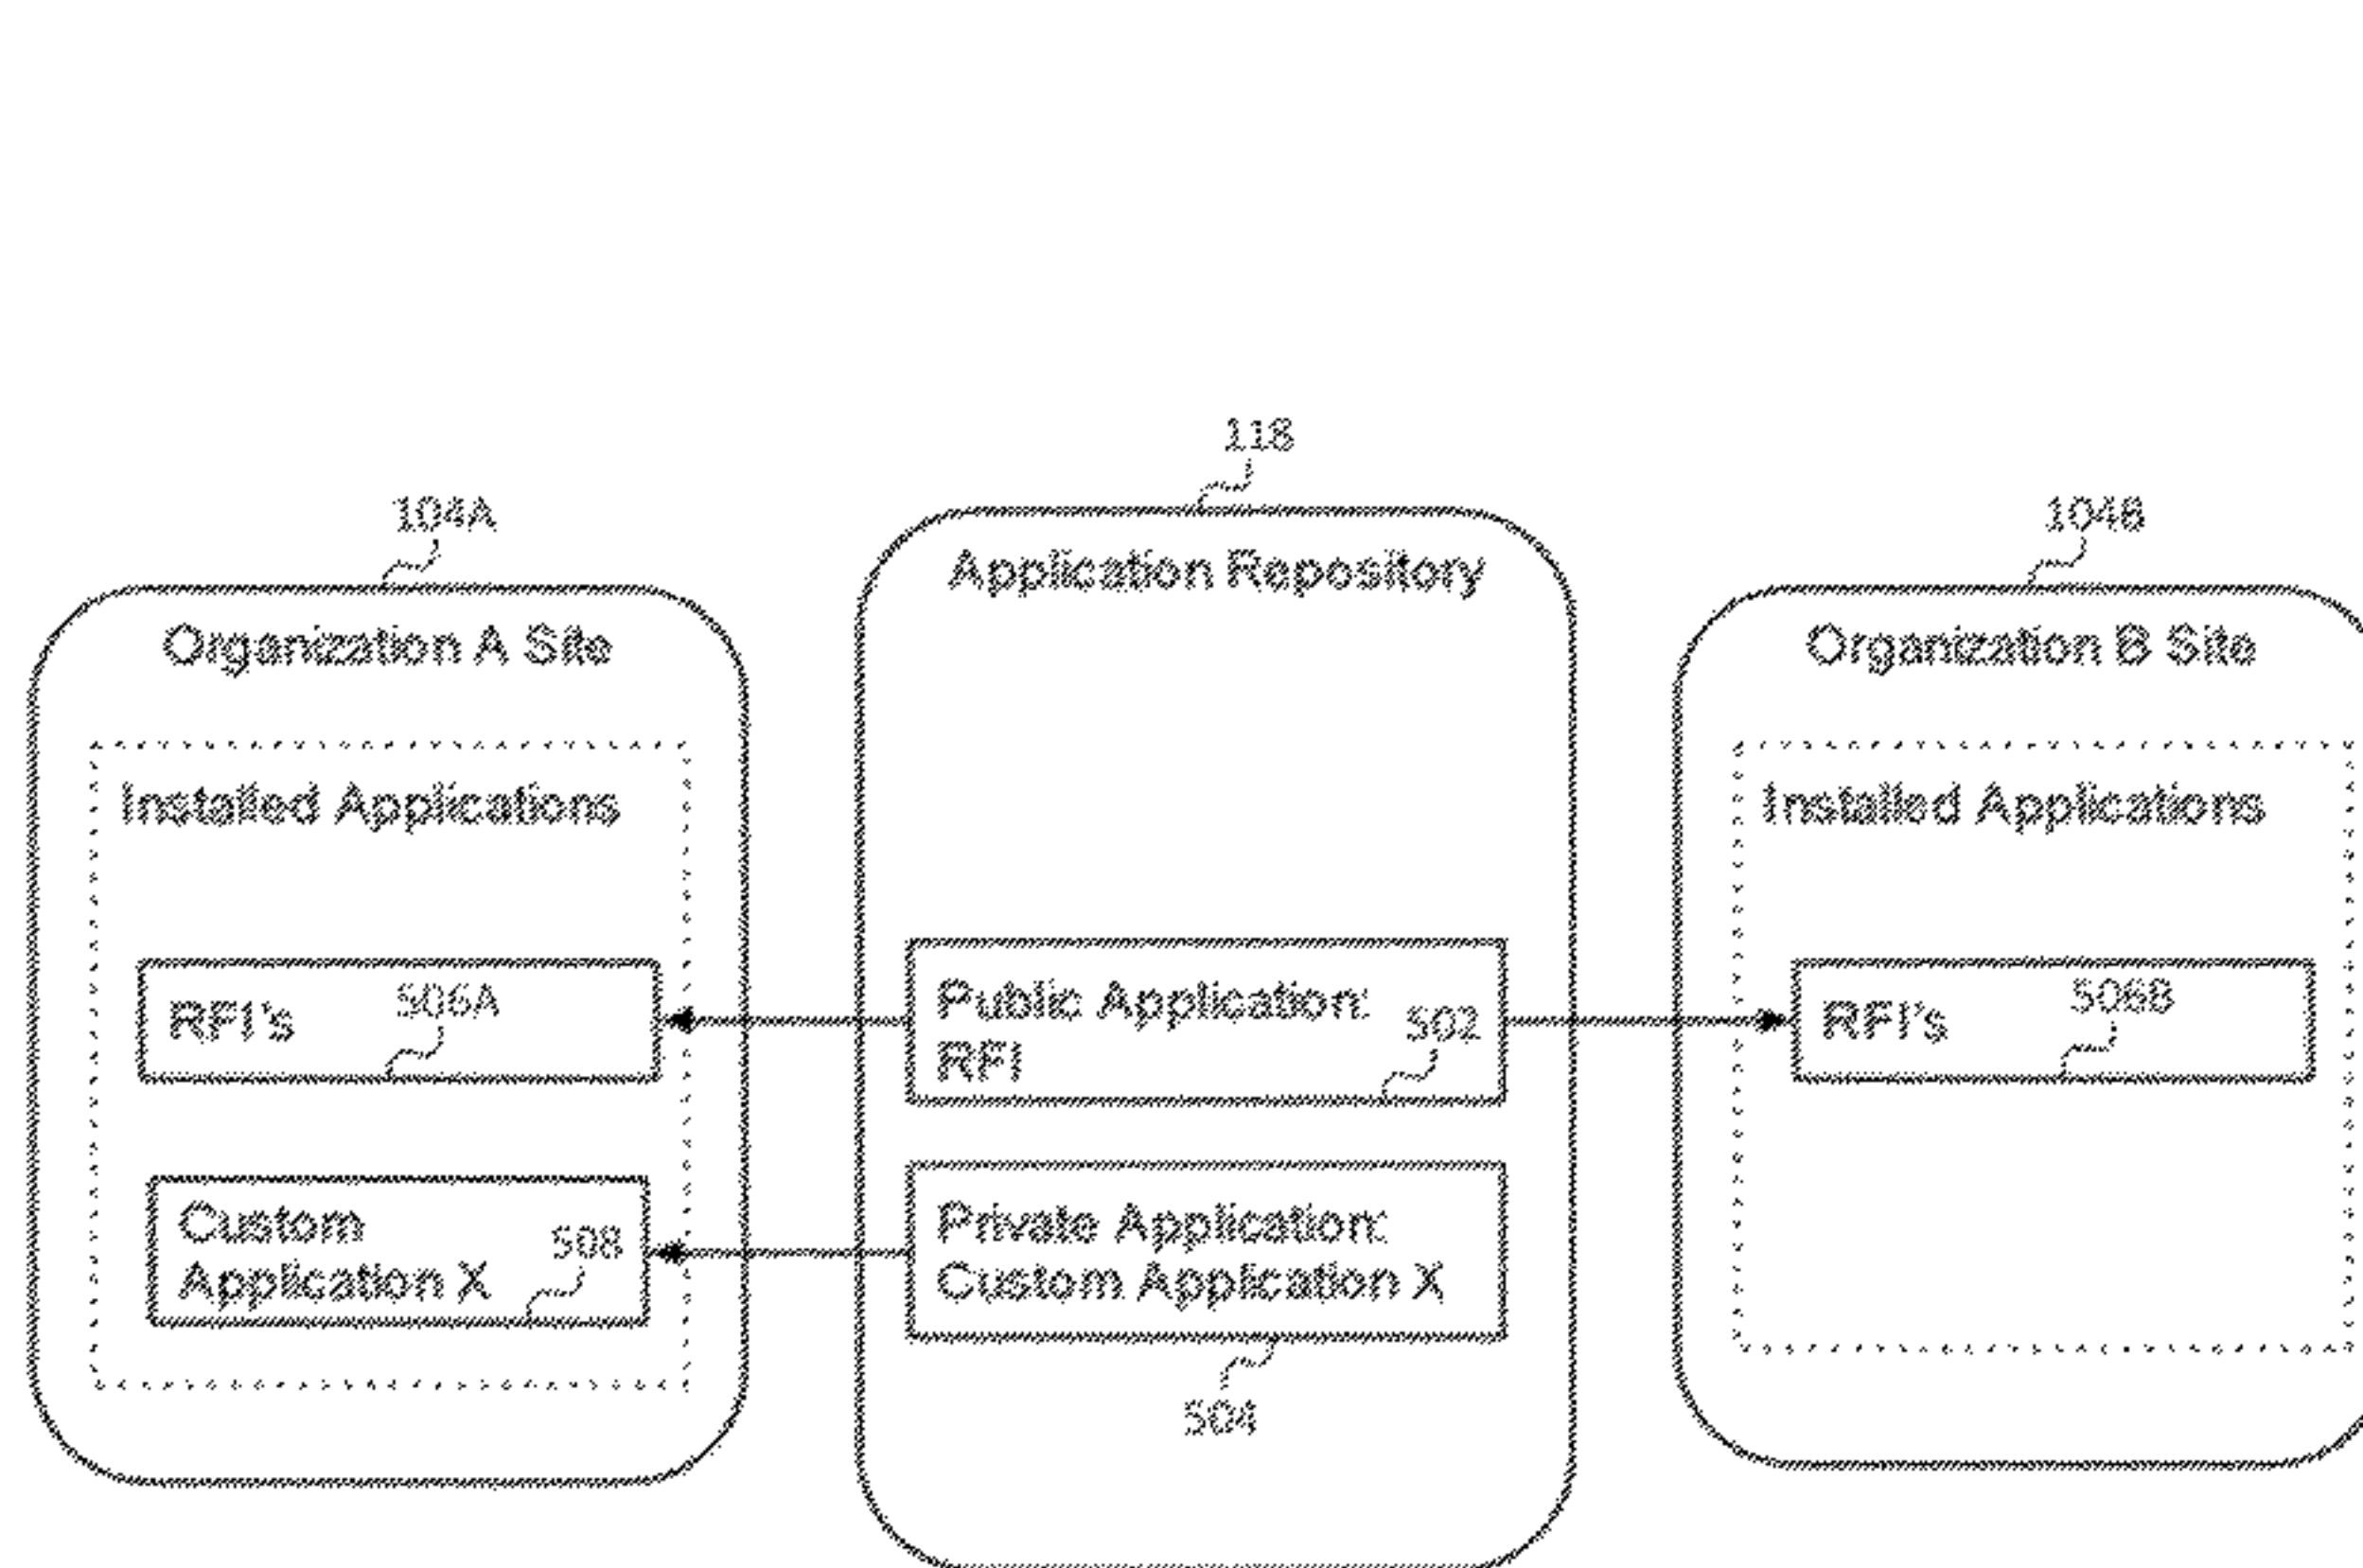 118
104A
104B
Application Repository
Organization A Site
Organization B Site
Installed Applications
Installed Applications
RFI's
506A
Public Application:
RFI
502
RFI's
506B
Custom
Application X
508
Private Application:
Custom Application X
504